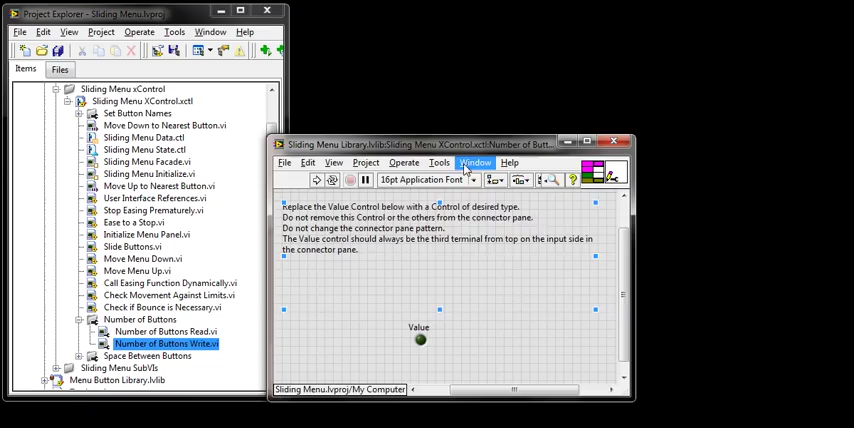 Project Explorer - Sliding Menu.lvproj
File Edit View Project Operate Tools Window Help
Items Files
Sliding Menu xControl
Sliding Menu XControl.xctl
Set Button Names
Move Down to Nearest Button.vi
Sliding Menu Data.ctl
Sliding Menu State.ctl
Sliding Menu Facade.vi
Sliding Menu Initialize.vi
Move Up to Nearest Button.vi
User Interface References.vi
Stop Easing Prematurely.vi
Ease to a Stop.vi
Initialize Menu Panel.vi
Slide Buttons.vi
Move Menu Down.vi
Move Menu Up.vi
Call Easing Function Dynamically.vi
Check Movement Against Limits.vi
Check if Bounce is Necessary.vi
Number of Buttons
Number of Buttons Read.vi
Number of Buttons Write.vi
Space Between Buttons
Sliding Menu SubVIs
Menu Button Library.lvlib
Sliding Menu Library.lvlib:Sliding Menu XControl.xctl:Number of Butt...
File Edit View Project Operate Tools Window Help
16pt Application Font
Replace the Value Control below with a Control of desired type.
Do not remove this Control or the others from the connector pane.
Do not change the connector pane pattern.
The Value control should always be the third terminal from top on the input side in
the connector pane.
Value
Sliding Menu.lvproj/My Computer